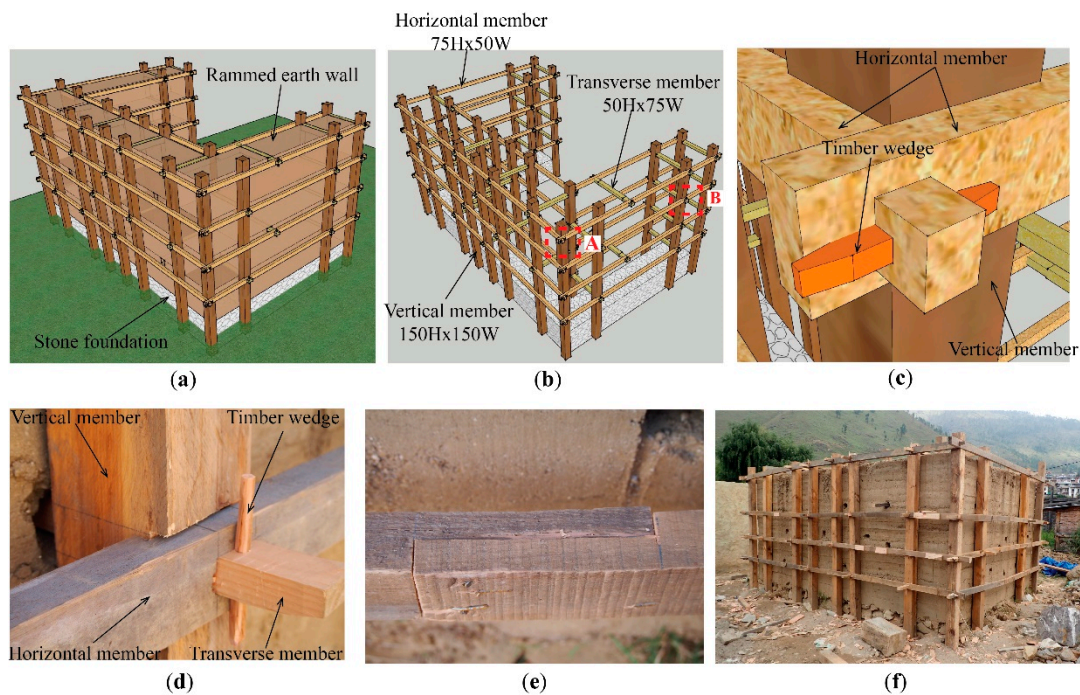 Rammed earth wall
Stone foundation
(a)
Horizontal member
75Hx50W
Transverse member
50Hx75W
B
A
Vertical member
150Hx150W
(b)
Horizontal member
Timber wedge
Vertical member
(c)
Vertical member
Timber wedge
Horizontal member
Transverse member
(d)
(e)
(f)